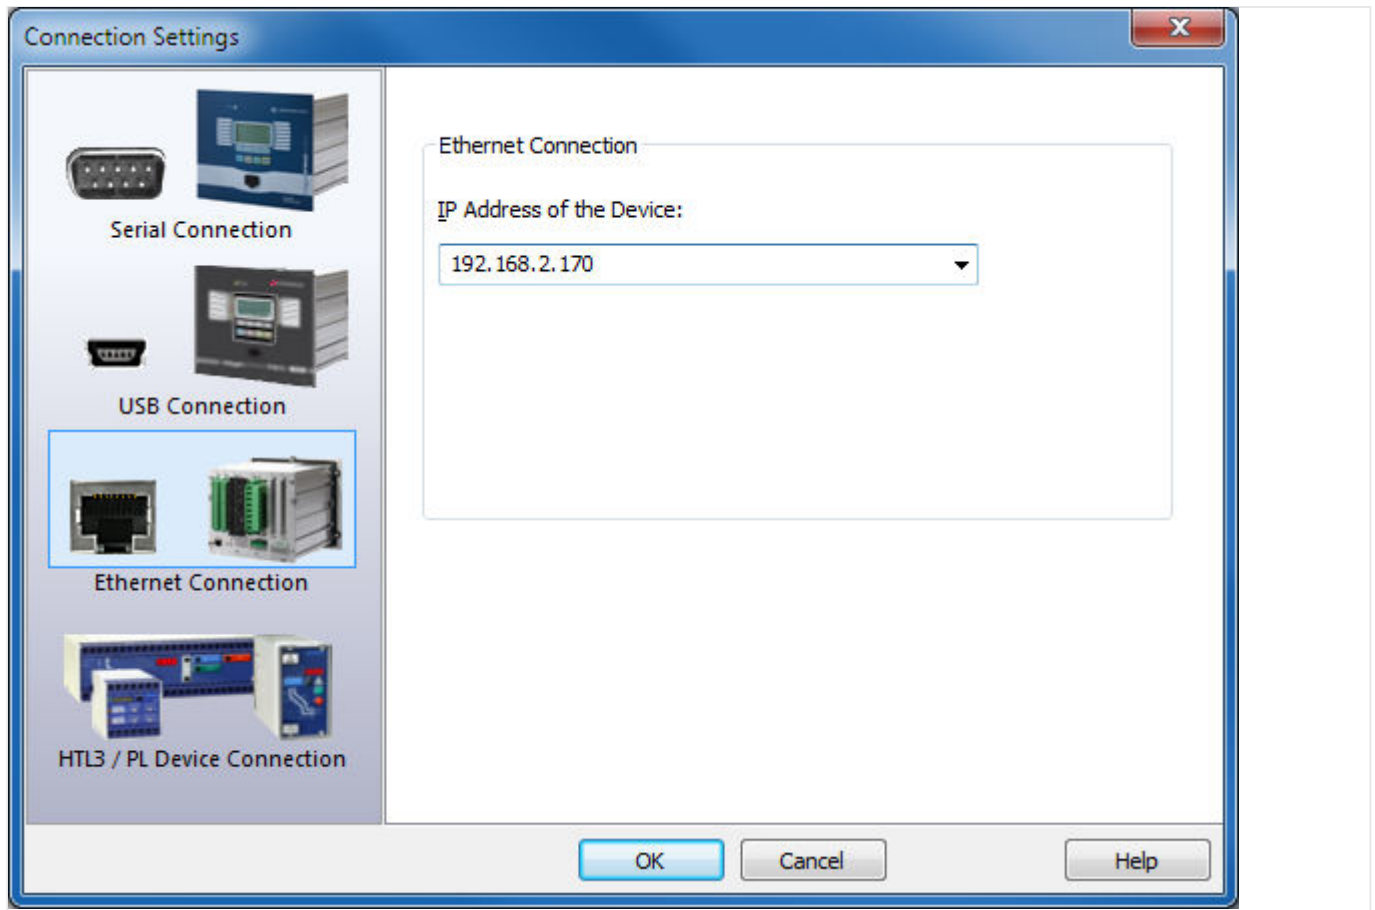 Connection Settings
Serial Connection
USB Connection
Ethernet Connection
HTL3 / PL Device Connection
Ethernet Connection
IP Address of the Device:
192.168.2.170
OK
Cancel
Help